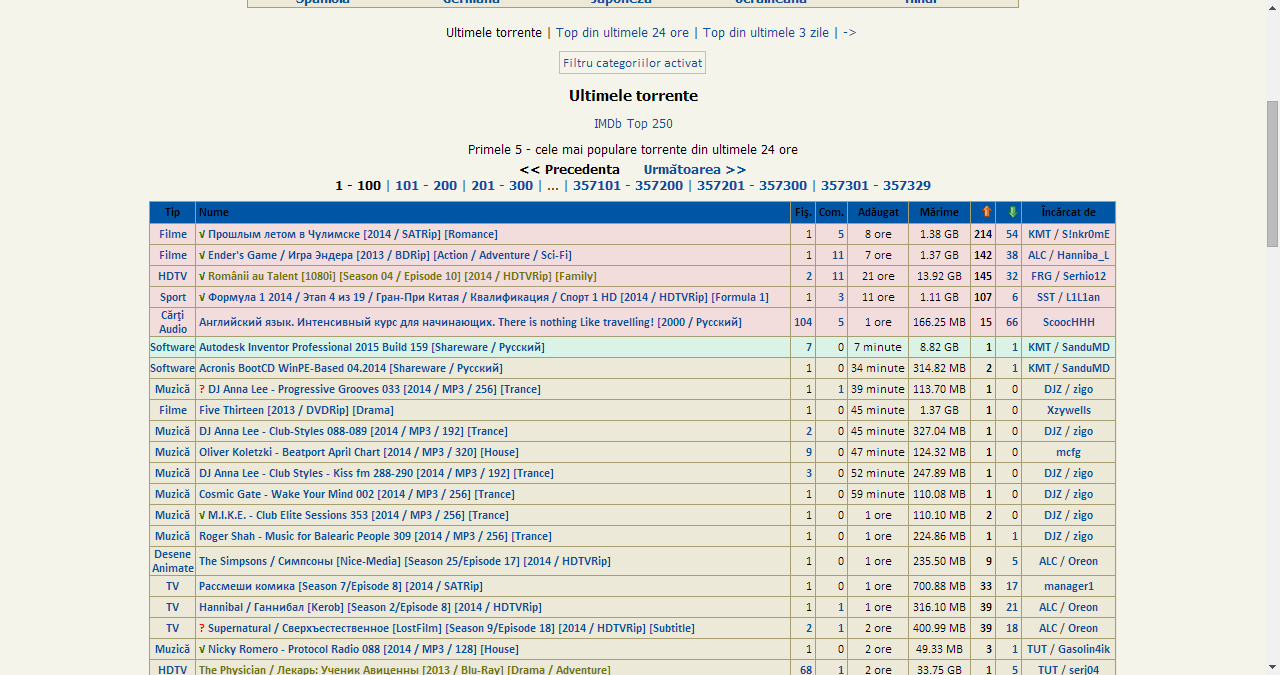 Spaniolă Germană Japoneză Ucraineană Hindi
Ultimele torrente | Top din ultimele 24 ore | Top din ultimele 3 zile | ->
Filtru categoriilor activat
Ultimele torrente
IMDb Top 250
Primele 5 - cele mai populare torrente din ultimele 24 ore
<< Precedenta Următoarea >>
1 - 100 | 101 - 200 | 201 - 300 | ... | 357101 - 357200 | 357201 - 357300 | 357301 - 357329
Tip Nume Fiş. Com. Adăugat Mărime Încărcat de
Filme √ Прошлым летом в Чулимске [2014 / SATRip] [Romance] 1 5 8 ore 1.38 GB 214 54 KMT / S!nkr0mE
Filme √ Ender's Game / Игра Эндера [2013 / BDRip] [Action / Adventure / Sci-Fi] 1 11 7 ore 1.37 GB 142 38 ALC / Hanniba_L
HDTV √ Românii au Talent [1080i] [Season 04 / Episode 10] [2014 / HDTVRip] [Family] 2 11 21 ore 13.92 GB 145 32 FRG / Serhio12
Sport √ Формула 1 2014 / Этап 4 из 19 / Гран-При Китая / Квалификация / Спорт 1 HD [2014 / HDTVRip] [Formula 1] 1 3 11 ore 1.11 GB 107 6 SST / L1L1an
Cărţi Audio Английский язык. Интенсивный курс для начинающих. There is nothing Like travelling! [2000 / Русский] 104 5 1 ore 166.25 MB 15 66 ScoocHHH
Software Autodesk Inventor Professional 2015 Build 159 [Shareware / Русский] 7 0 7 minute 8.82 GB 1 1 KMT / SanduMD
Software Acronis BootCD WinPE-Based 04.2014 [Shareware / Русский] 1 0 34 minute 314.82 MB 2 1 KMT / SanduMD
Muzică ? DJ Anna Lee - Progressive Grooves 033 [2014 / MP3 / 256] [Trance] 1 1 39 minute 113.70 MB 1 0 DJZ / zigo
Filme Five Thirteen [2013 / DVDRip] [Drama] 1 0 45 minute 1.37 GB 1 0 Xzywells
Muzică DJ Anna Lee - Club-Styles 088-089 [2014 / MP3 / 192] [Trance] 2 0 45 minute 327.04 MB 1 0 DJZ / zigo
Muzică Oliver Koletzki - Beatport April Chart [2014 / MP3 / 320] [House] 9 0 47 minute 124.32 MB 1 0 mcfg
Muzică DJ Anna Lee - Club Styles - Kiss fm 288-290 [2014 / MP3 / 192] [Trance] 3 0 52 minute 247.89 MB 1 0 DJZ / zigo
Muzică Cosmic Gate - Wake Your Mind 002 [2014 / MP3 / 256] [Trance] 1 0 59 minute 110.08 MB 1 0 DJZ / zigo
Muzică √ M.I.K.E. - Club Elite Sessions 353 [2014 / MP3 / 256] [Trance] 1 0 1 ore 110.10 MB 2 0 DJZ / zigo
Muzică Roger Shah - Music for Balearic People 309 [2014 / MP3 / 256] [Trance] 1 0 1 ore 224.86 MB 1 1 DJZ / zigo
Desene Animate The Simpsons / Симпсоны [Nice-Media] [Season 25/Episode 17] [2014 / HDTVRip] 1 0 1 ore 235.50 MB 9 5 ALC / Oreon
TV Рассмеши комика [Season 7/Episode 8] [2014 / SATRip] 1 0 1 ore 700.88 MB 33 17 manager1
TV Hannibal / Ганнибал [Kerob] [Season 2/Episode 8] [2014 / HDTVRip] 1 1 1 ore 316.10 MB 39 21 ALC / Oreon
TV ? Supernatural / Сверхъестественное [LostFilm] [Season 9/Episode 18] [2014 / HDTVRip] [Subtitle] 2 1 2 ore 400.99 MB 39 18 ALC / Oreon
Muzică √ Nicky Romero - Protocol Radio 088 [2014 / MP3 / 128] [House] 1 0 2 ore 49.33 MB 3 1 TUT / Gasolin4ik
HDTV The Physician / Лекарь: Ученик Авиценны [2013 / Blu-Ray] [Drama / Adventure] 68 1 2 ore 33.75 GB 1 5 TUT / serj04